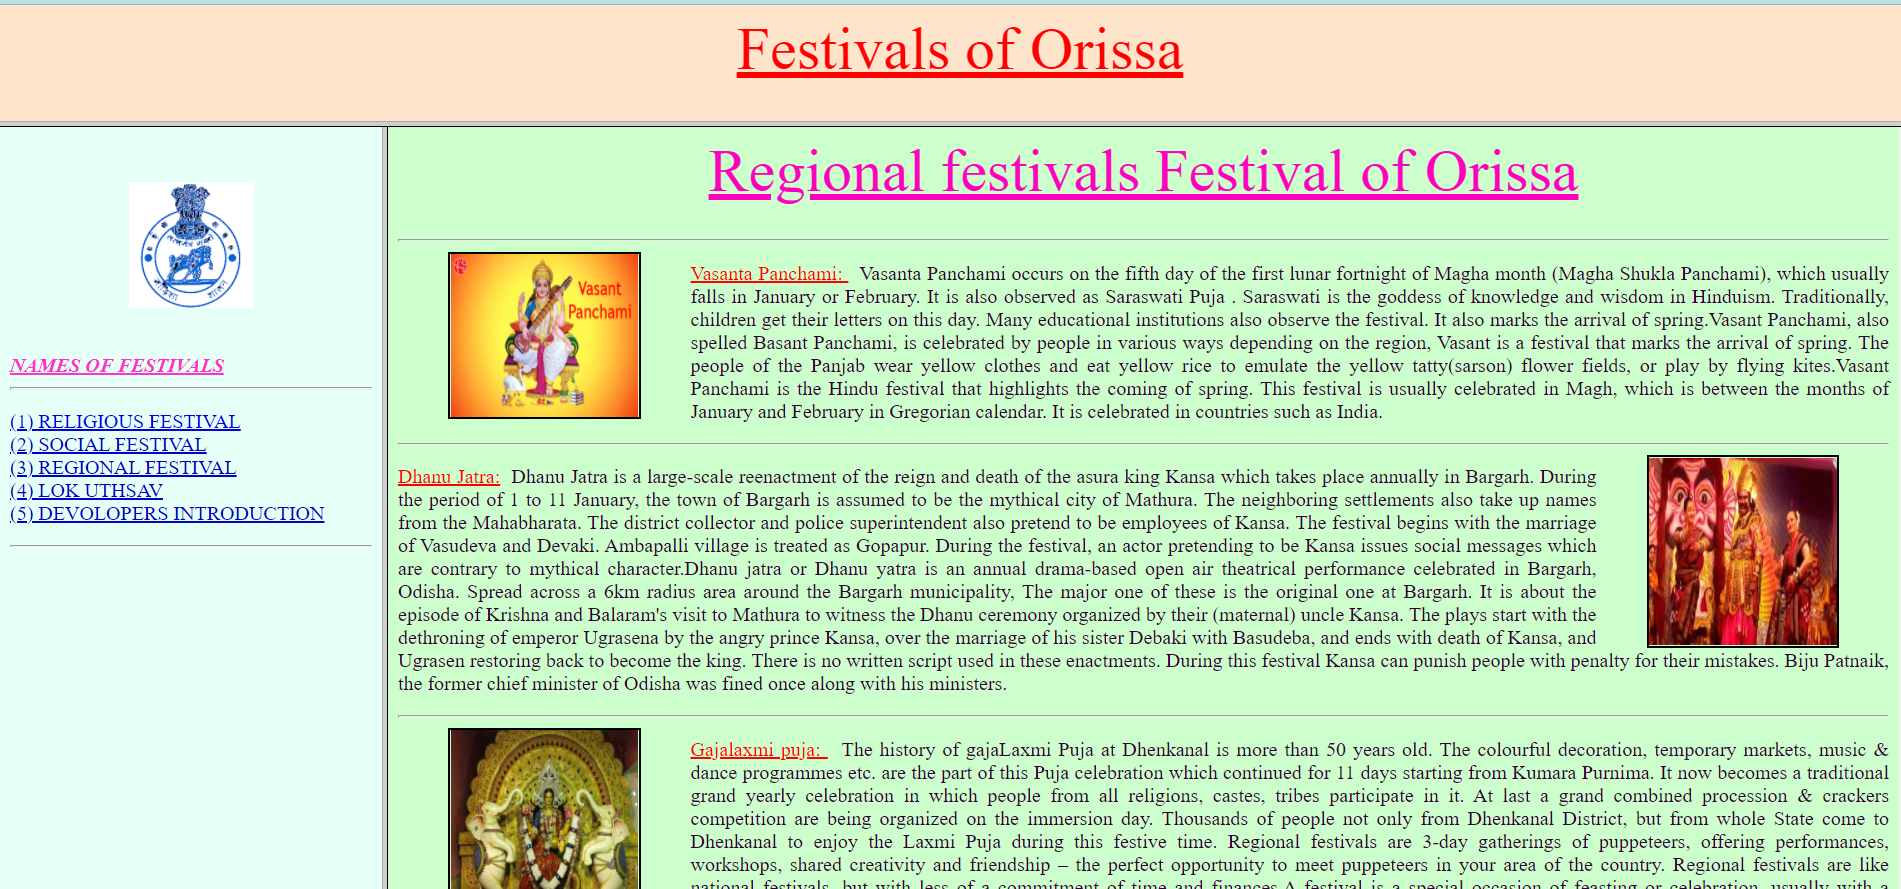 Festivals of Orissa
NAMES OF FESTIVALS
(1) RELIGIOUS FESTIVAL
(2) SOCIAL FESTIVAL
(3) REGIONAL FESTIVAL
(4) LOK UTHSAV
(5) DEVOLOPERS INTRODUCTION
Regional festivals Festival of Orissa
Vasant
Panchami
Vasanta Panchami: Vasanta Panchami occurs on the fifth day of the first lunar fortnight of Magha month (Magha Shukla Panchami), which usually
falls in January or February. It is also observed as Saraswati Puja . Saraswati is the goddess of knowledge and wisdom in Hinduism. Traditionally,
children get their letters on this day. Many educational institutions also observe the festival. It also marks the arrival of spring.Vasant Panchami, also
spelled Basant Panchami, is celebrated by people in various ways depending on the region, Vasant is a festival that marks the arrival of spring. The
people of the Panjab wear yellow clothes and eat yellow rice to emulate the yellow tatty(sarson) flower fields, or play by flying kites.Vasant
Panchami is the Hindu festival that highlights the coming of spring. This festival is usually celebrated in Magh, which is between the months of
January and February in Gregorian calendar. It is celebrated in countries such as India.
Dhanu Jatra: Dhanu Jatra is a large-scale reenactment of the reign and death of the asura king Kansa which takes place annually in Bargarh. During
the period of 1 to 11 January, the town of Bargarh is assumed to be the mythical city of Mathura. The neighboring settlements also take up names
from the Mahabharata. The district collector and police superintendent also pretend to be employees of Kansa. The festival begins with the marriage
of Vasudeva and Devaki. Ambapalli village is treated as Gopapur. During the festival, an actor pretending to be Kansa issues social messages which
are contrary to mythical character.Dhanu jatra or Dhanu yatra is an annual drama-based open air theatrical performance celebrated in Bargarh,
Odisha. Spread across a 6km radius area around the Bargarh municipality, The major one of these is the original one at Bargarh. It is about the
episode of Krishna and Balaram's visit to Mathura to witness the Dhanu ceremony organized by their (maternal) uncle Kansa. The plays start with the
dethroning of emperor Ugrasena by the angry prince Kansa, over the marriage of his sister Debaki with Basudeba, and ends with death of Kansa, and
Ugrasen restoring back to become the king. There is no written script used in these enactments. During this festival Kansa can punish people with penalty for their mistakes. Biju Patnaik,
the former chief minister of Odisha was fined once along with his ministers.
Gajalaxmi puja: The history of gajaLaxmi Puja at Dhenkanal is more than 50 years old. The colourful decoration, temporary markets, music &
dance programmes etc. are the part of this Puja celebration which continued for 11 days starting from Kumara Purnima. It now becomes a traditional
grand yearly celebration in which people from all religions, castes, tribes participate in it. At last a grand combined procession & crackers
competition are being organized on the immersion day. Thousands of people not only from Dhenkanal District, but from whole State come to
Dhenkanal to enjoy the Laxmi Puja during this festive time. Regional festivals are 3-day gatherings of puppeteers, offering performances,
workshops, shared creativity and friendship – the perfect opportunity to meet puppeteers in your area of the country. Regional festivals are like
national festivals, but with less of a commitment of time and finances.A festival is a special occasion of feasting or celebration, usually with a